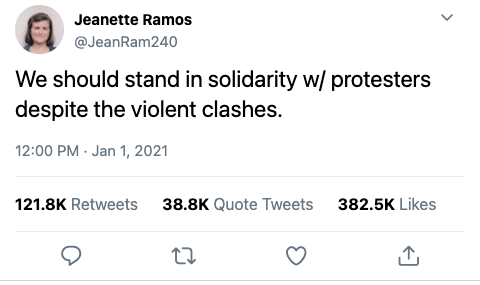 Jeanette Ramos
@JeanRam240
We should stand in solidarity w/ protesters
despite the violent clashes.
12:00 PM · Jan 1, 2021
121.8K Retweets 38.8K Quote Tweets 382.5K Likes